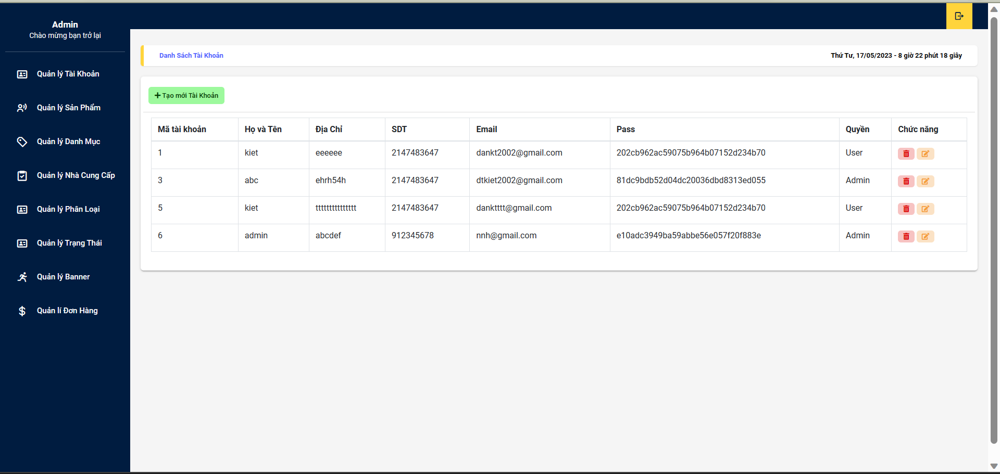 Admin
Chào mừng bạn trở lại
Quản lý Tài Khoản
Quản lý Sản Phẩm
Quản lý Danh Mục
Quản lý Nhà Cung Cấp
Quản lý Phân Loại
Quản lý Trạng Thái
Quản lý Banner
Quản lí Đơn Hàng
Danh Sách Tài Khoản
Thứ Tư, 17/05/2023 - 8 giờ 22 phút 18 giây
Tạo mới Tài Khoản
Mã tài khoản Họ và Tên Địa Chỉ SDT Email Pass Quyền Chức năng
1 kiet eeeeee 2147483647 dankt2002@gmail.com 202cb962ac59075b964b07152d234b70 User
3 abc ehrh54h 2147483647 dtkiet2002@gmail.com 81dc9bdb52d04dc20036dbd8313ed055 Admin
5 kiet ttttttttttttttt 2147483647 danktttt@gmail.com 202cb962ac59075b964b07152d234b70 User
6 admin abcdef 912345678 nnh@gmail.com e10adc3949ba59abbe56e057f20f883e Admin